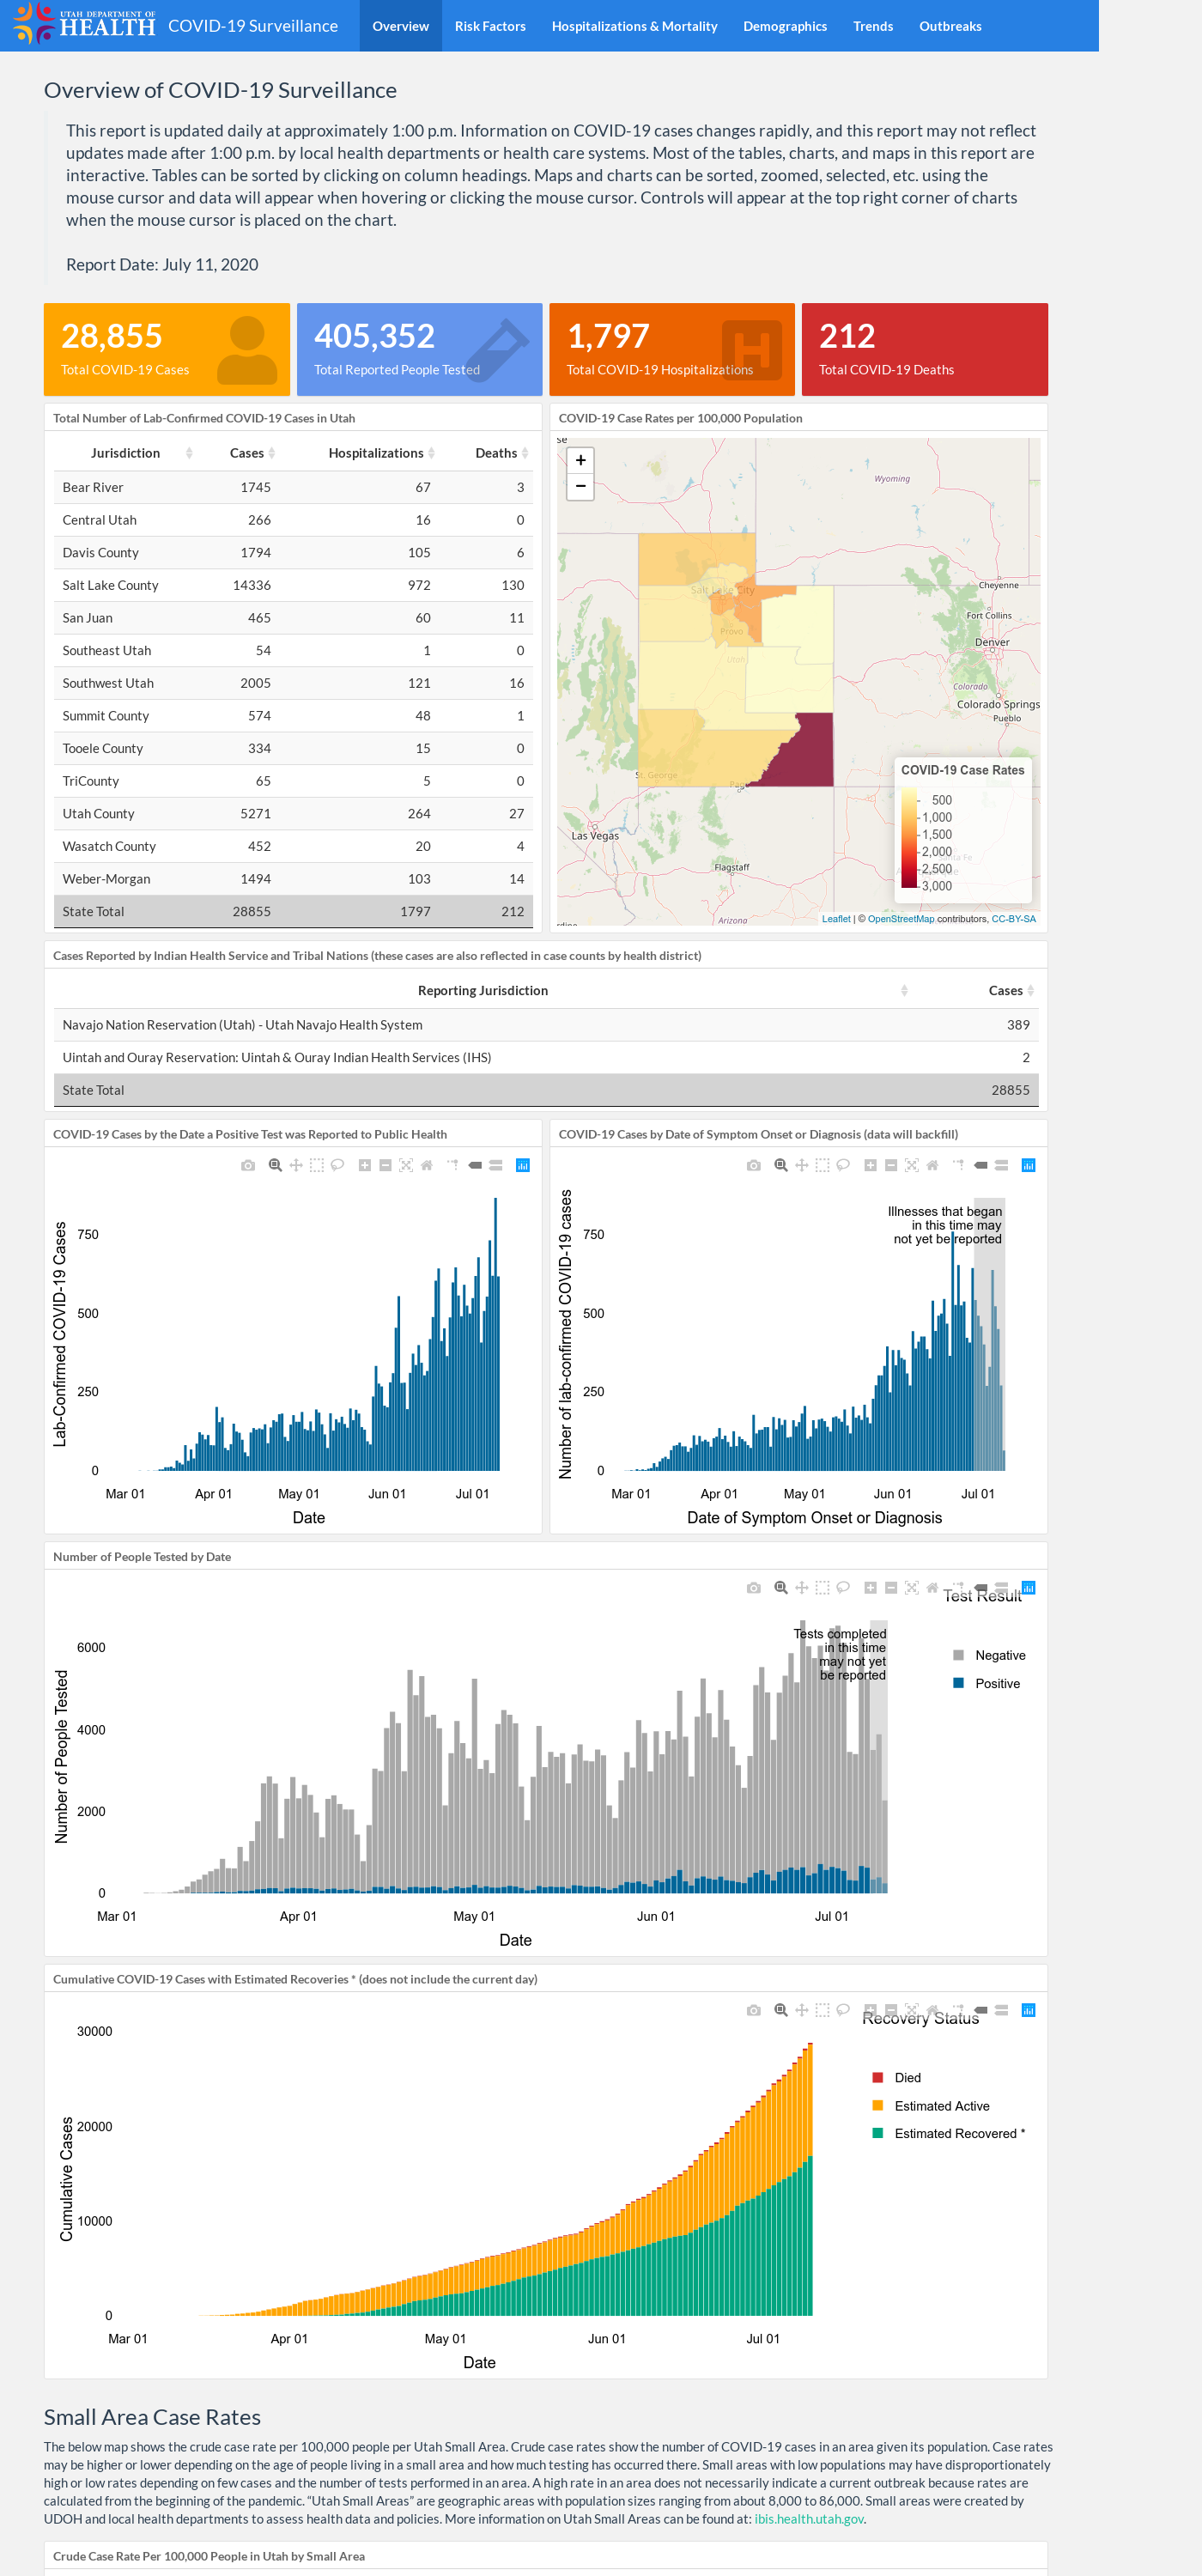 UTAH DEPARTMENT OF
HEALTH
COVID-19 Surveillance
Overview
Risk Factors
Hospitalizations & Mortality
Demographics
Trends
Outbreaks
Overview of COVID-19 Surveillance
This report is updated daily at approximately 1:00 p.m. Information on COVID-19 cases changes rapidly, and this report may not reflect
updates made after 1:00 p.m. by local health departments or health care systems. Most of the tables, charts, and maps in this report are
interactive. Tables can be sorted by clicking on column headings. Maps and charts can be sorted, zoomed, selected, etc. using the
mouse cursor and data will appear when hovering or clicking the mouse cursor. Controls will appear at the top right corner of charts
when the mouse cursor is placed on the chart.
Report Date: July 11, 2020
28,855
Total COVID-19 Cases
405,352
Total Reported People Tested
1,797
Total COVID-19 Hospitalizations
H
212
Total COVID-19 Deaths
Total Number of Lab-Confirmed COVID-19 Cases in Utah
Jurisdiction Cases Hospitalizations Deaths
Bear River 1745 67 3
Central Utah 266 16 0
Davis County 1794 105 6
Salt Lake County 14336 972 130
San Juan 465 60 11
Southeast Utah 54 1 0
Southwest Utah 2005 121 16
Summit County 574 48 1
Tooele County 334 15 0
TriCounty 65 5 0
Utah County 5271 264 27
Wasatch County 452 20 4
Weber-Morgan 1494 103 14
State Total 28855 1797 212
COVID-19 Case Rates per 100,000 Population
se
+
−
Wyoming
Salt Lake City
Provo
Utah
St. George
Cheyenne
Fort Collins
Denver
Colorado
Colorado Springs
Pueblo
Las Vegas
Flagstaff
Arizona
COVID-19 Case Rates
500
1,000
1,500
2,000
2,500
3,000
Leaflet | © OpenStreetMap contributors, CC-BY-SA
Cases Reported by Indian Health Service and Tribal Nations (these cases are also reflected in case counts by health district)
Reporting Jurisdiction Cases
Navajo Nation Reservation (Utah) - Utah Navajo Health System 389
Uintah and Ouray Reservation: Uintah & Ouray Indian Health Services (IHS) 2
State Total 28855
COVID-19 Cases by the Date a Positive Test was Reported to Public Health
Lab-Confirmed COVID-19 Cases
750
500
250
0
Mar 01 Apr 01 May 01 Jun 01 Jul 01
Date
COVID-19 Cases by Date of Symptom Onset or Diagnosis (data will backfill)
Number of lab-confirmed COVID-19 cases
Illnesses that began
in this time may
not yet be reported
750
500
250
0
Mar 01 Apr 01 May 01 Jun 01 Jul 01
Date of Symptom Onset or Diagnosis
Number of People Tested by Date
Number of People Tested
Tests completed
in this time
may not yet
be reported
6000
4000
2000
0
Mar 01 Apr 01 May 01 Jun 01 Jul 01
Date
Test Result
Negative
Positive
Cumulative COVID-19 Cases with Estimated Recoveries * (does not include the current day)
Cumulative Cases
30000
20000
10000
0
Mar 01 Apr 01 May 01 Jun 01 Jul 01
Date
Recovery Status
Died
Estimated Active
Estimated Recovered *
Small Area Case Rates
The below map shows the crude case rate per 100,000 people per Utah Small Area. Crude case rates show the number of COVID-19 cases in an area given its population. Case rates
may be higher or lower depending on the age of people living in a small area and how much testing has occurred there. Small areas with low populations may have disproportionately
high or low rates depending on few cases and the number of tests performed in an area. A high rate in an area does not necessarily indicate a current outbreak because rates are
calculated from the beginning of the pandemic. “Utah Small Areas” are geographic areas with population sizes ranging from about 8,000 to 86,000. Small areas were created by
UDOH and local health departments to assess health data and policies. More information on Utah Small Areas can be found at: ibis.health.utah.gov.
Crude Case Rate Per 100,000 People in Utah by Small Area